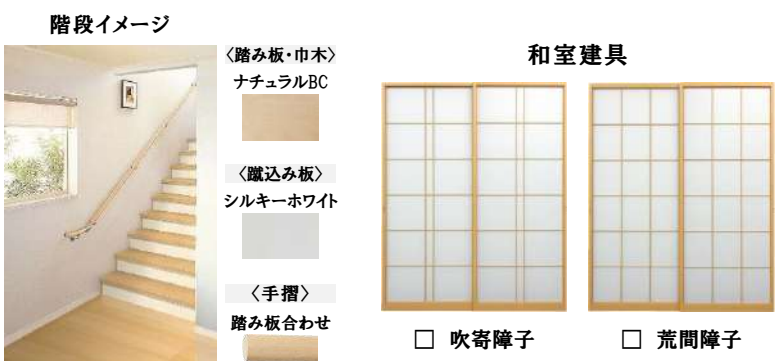 階段イメージ
〈踏み板・巾木〉
ナチュラルBC
〈蹴込み板〉
シルキーホワイト
〈手摺〉
踏み板合わせ
和室建具
□ 吹寄障子
□ 荒間障子